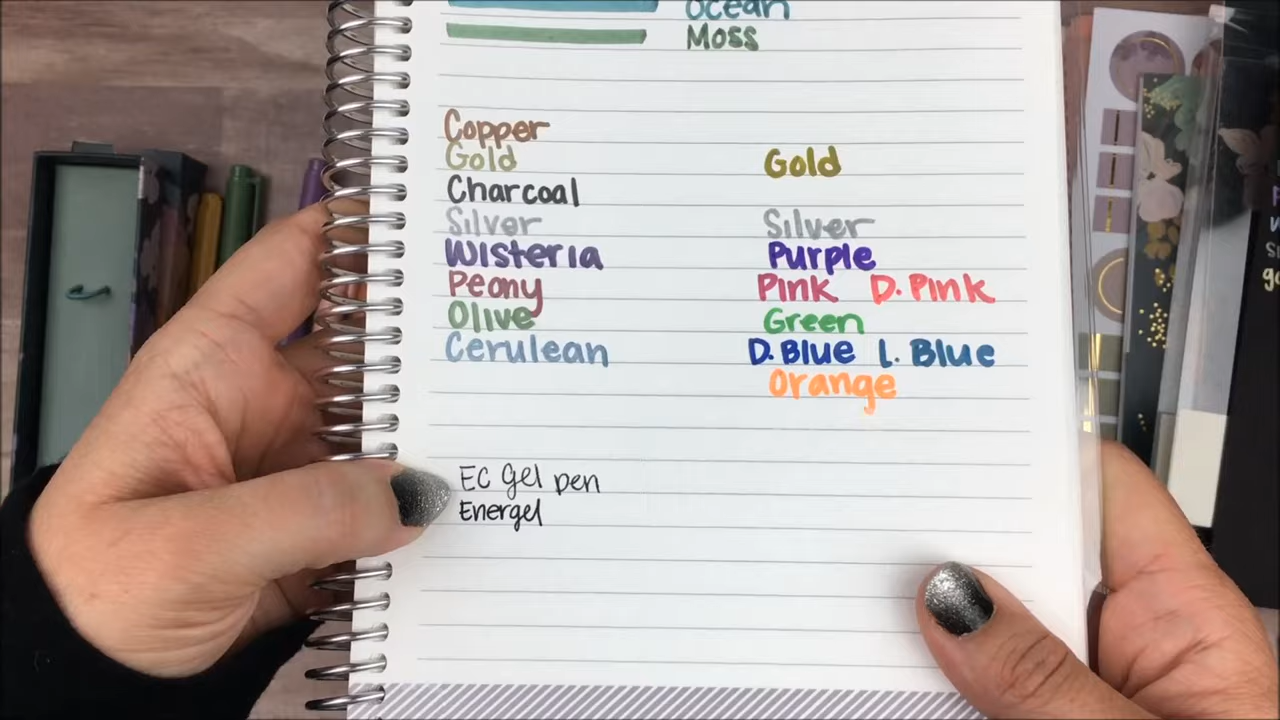 Ocean
Moss
Copper
Gold Gold
Charcoal
Silver Silver
Wisteria Purple
Peony Pink D. Pink
Olive Green
Cerulean D. Blue L. Blue
Orange
EC Gel pen
Energel